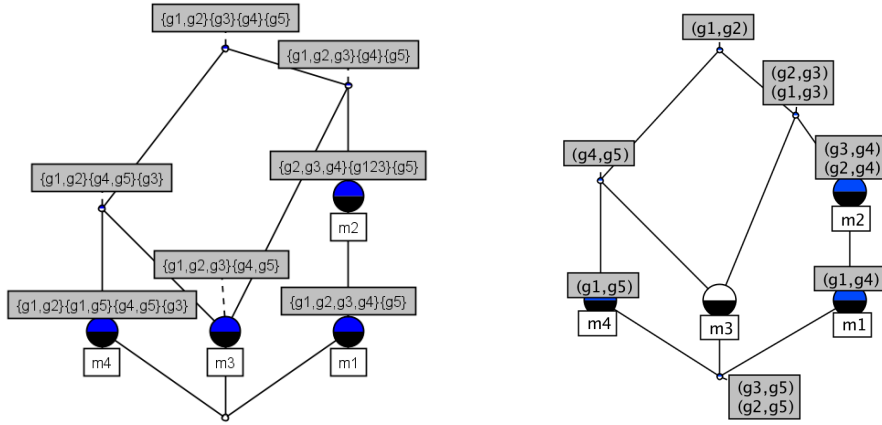 {g1,g2}{g3}{g4}{g5}
{g1,g2,g3}{g4}{g5}
{g2,g3,g4}{g123}{g5}
{g1,g2}{g4,g5}{g3}
m2
{g1,g2,g3}{g4,g5}
{g1,g2}{g1,g5}{g4,g5}{g3}
{g1,g2,g3,g4}{g5}
m4
m3
m1
(g1,g2)
(g2,g3)
(g1,g3)
(g4,g5)
(g3,g4)
(g2,g4)
m2
(g1,g5)
(g1,g4)
m4
m3
m1
(g3,g5)
(g2,g5)